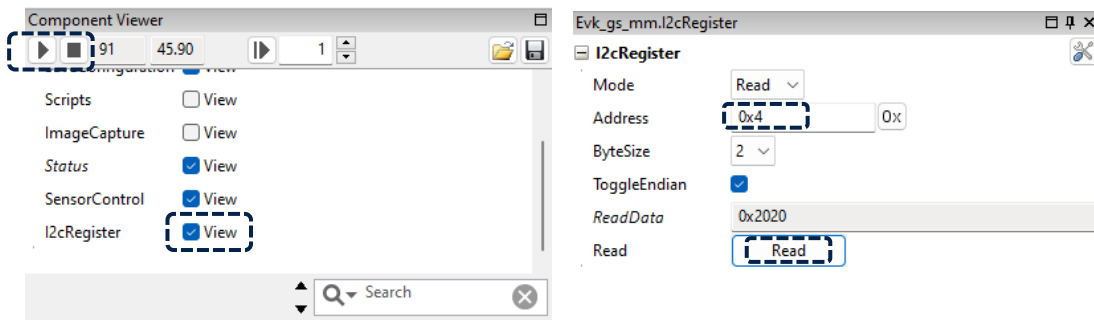 Component Viewer
91 45.90 1
View
Scripts View
ImageCapture View
Status View
SensorControl View
I2cRegister View
Search
Evk_gs_mm.I2cRegister
I2cRegister
Mode Read
Address 0x4 0x
ByteSize 2
ToggleEndian
ReadData 0x2020
Read Read